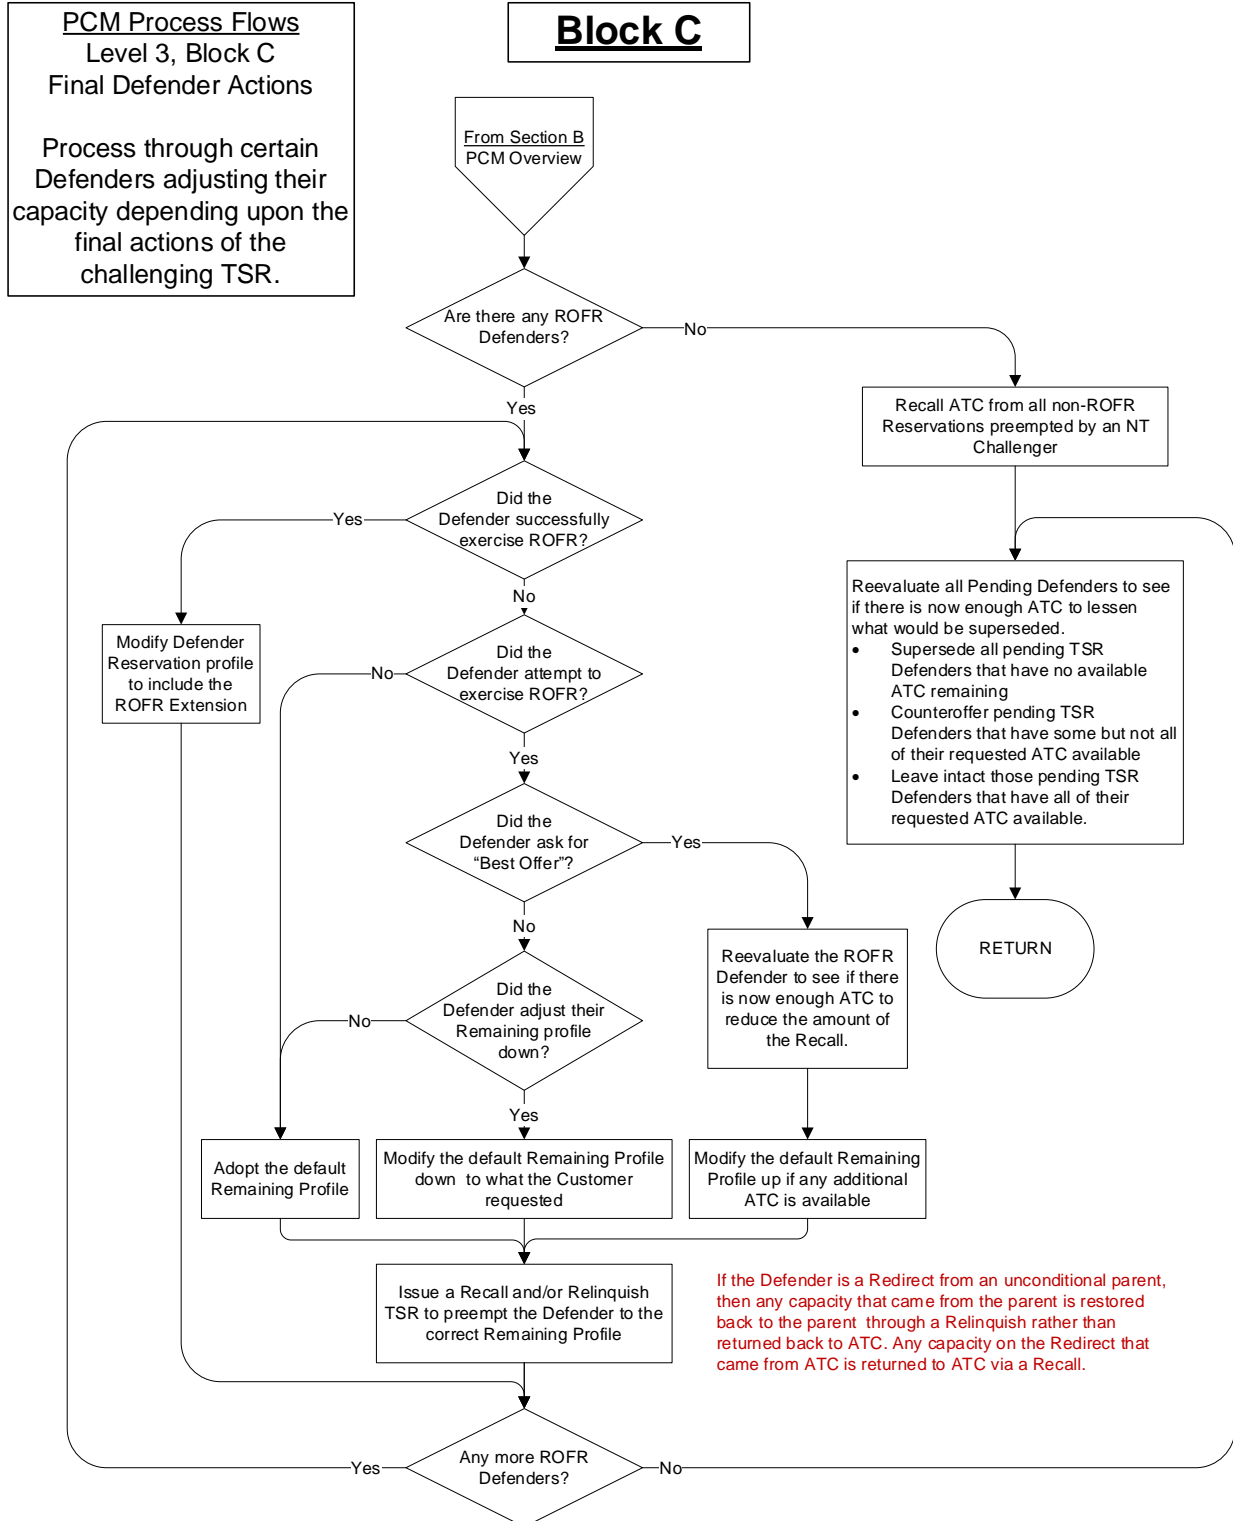 PCM Process Flows
Level 3, Block C
Final Defender Actions
Process through certain
Defenders adjusting their
capacity depending upon the
final actions of the
challenging TSR.
Block C
From Section B
PCM Overview
Are there any ROFR
Defenders?
No
Yes
Recall ATC from all non-ROFR
Reservations preempted by an NT
Challenger
Did the
Defender successfully
exercise ROFR?
Yes
No
Reevaluate all Pending Defenders to see
if there is now enough ATC to lessen
what would be superseded.
• Supersede all pending TSR
Defenders that have no available
ATC remaining
• Counteroffer pending TSR
Defenders that have some but not all
of their requested ATC available
• Leave intact those pending TSR
Defenders that have all of their
requested ATC available.
Modify Defender
Reservation profile
to include the
ROFR Extension
Did the
Defender attempt to
exercise ROFR?
No
Yes
Did the
Defender ask for
“Best Offer”?
Yes
No
RETURN
Reevaluate the ROFR
Defender to see if there
is now enough ATC to
reduce the amount of
the Recall.
Did the
Defender adjust their
Remaining profile
down?
No
Yes
Adopt the default
Remaining Profile
Modify the default Remaining Profile
down to what the Customer
requested
Modify the default Remaining
Profile up if any additional
ATC is available
Issue a Recall and/or Relinquish
TSR to preempt the Defender to the
correct Remaining Profile
If the Defender is a Redirect from an unconditional parent,
then any capacity that came from the parent is restored
back to the parent through a Relinquish rather than
returned back to ATC. Any capacity on the Redirect that
came from ATC is returned to ATC via a Recall.
Any more ROFR
Defenders?
Yes
No